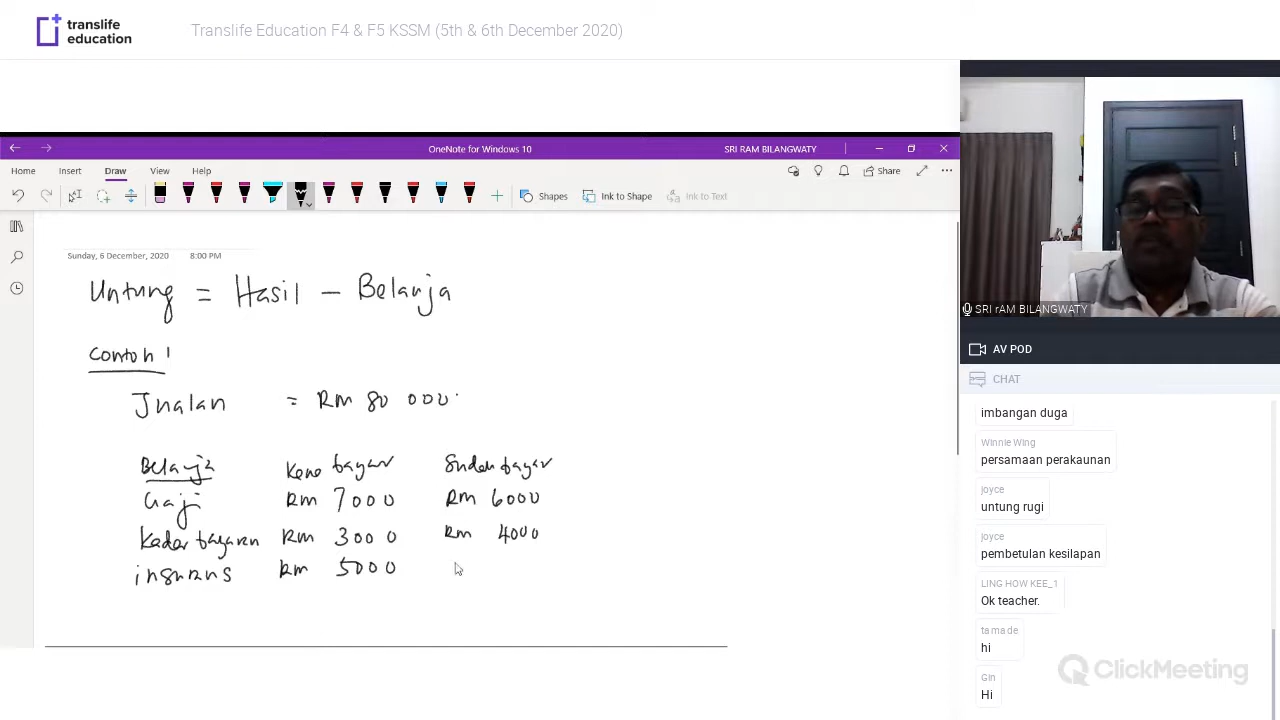 translife
education
Translife Education F4 & F5 KSSM (5th & 6th December 2020)
OneNote for Windows 10
SRI RAM BILANGWATY
Home Insert Draw View Help
Share
Shapes
Ink to Shape
Ink to Text
Sunday, 6 December, 2020 8:00 PM
Untung = Hasil - Belanja
Contoh 1
Jualan = RM 80 000.
Belanja Kene bayar Sudah bayar
Gaji RM 7000 RM 6000
Kadar bayaran RM 3000 RM 4000
insurans RM 5000
SRI rAM BILANGWATY
AV POD
CHAT
imbangan duga
Winnie Wing
persamaan perakaunan
joyce
untung rugi
joyce
pembetulan kesilapan
LING HOW KEE_1
Ok teacher.
tamade
hi
Gin
Hi
ClickMeeting